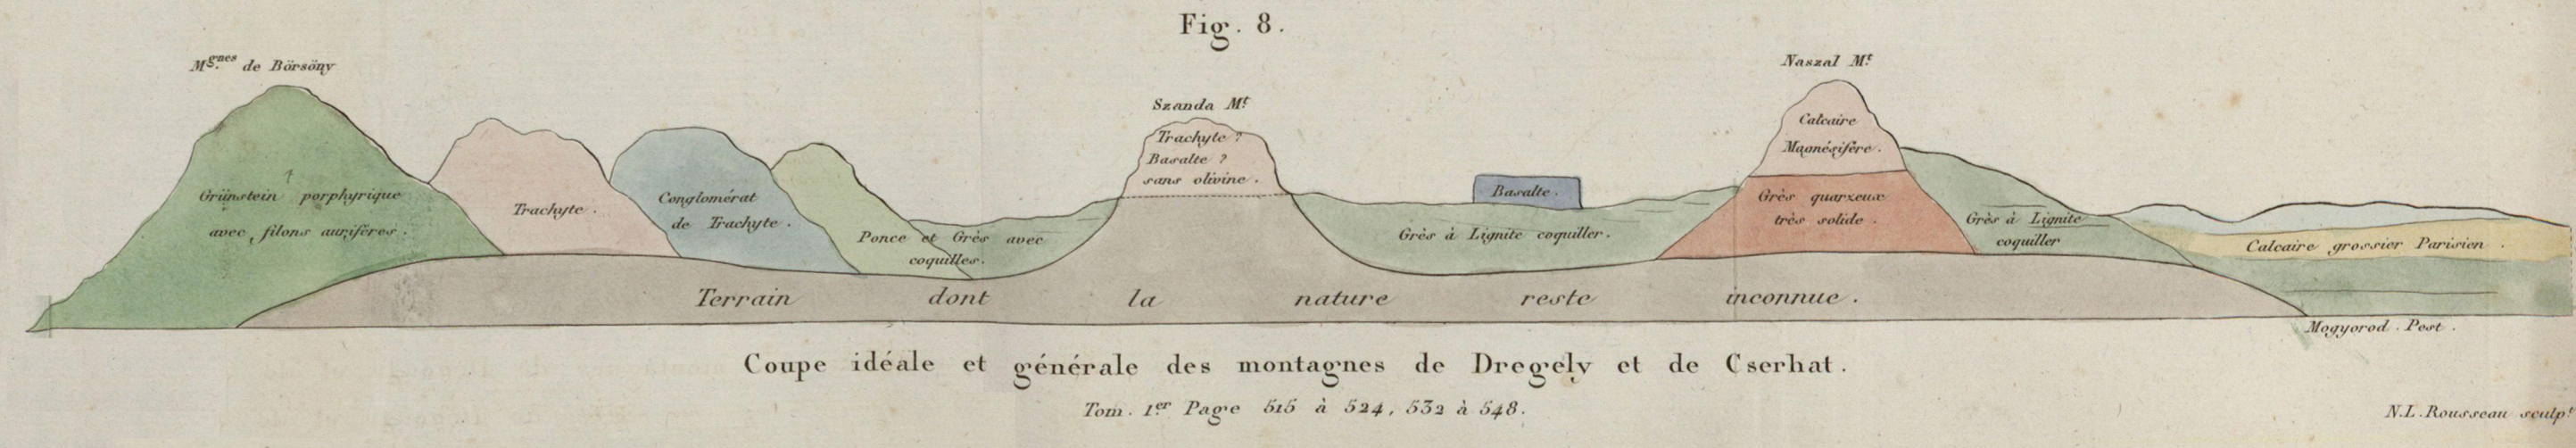 Fig. 8.
Mgnes de Börsöny
Naszal Mt
Szanda Mt
Trachyte ?
Basalte ?
sans olivine.
Calcaire
Magnésifère.
Grünstein porphyrique
avec filons aurifères.
Trachyte.
Conglomérat
de Trachyte.
Ponce et Grès avec
coquilles.
Grès à Lignite coquiller.
Basalte.
Grès quarzeux
très solide.
Grès à Lignite
coquiller
Calcaire grossier Parisien.
Terrain dont la nature reste inconnue.
Mogyorod. Pest.
Coupe idéale et générale des montagnes de Dregely et de Cserhat.
Tom. 1er Page 515 à 524, 532 à 548.
N.L. Rousseau sculpt